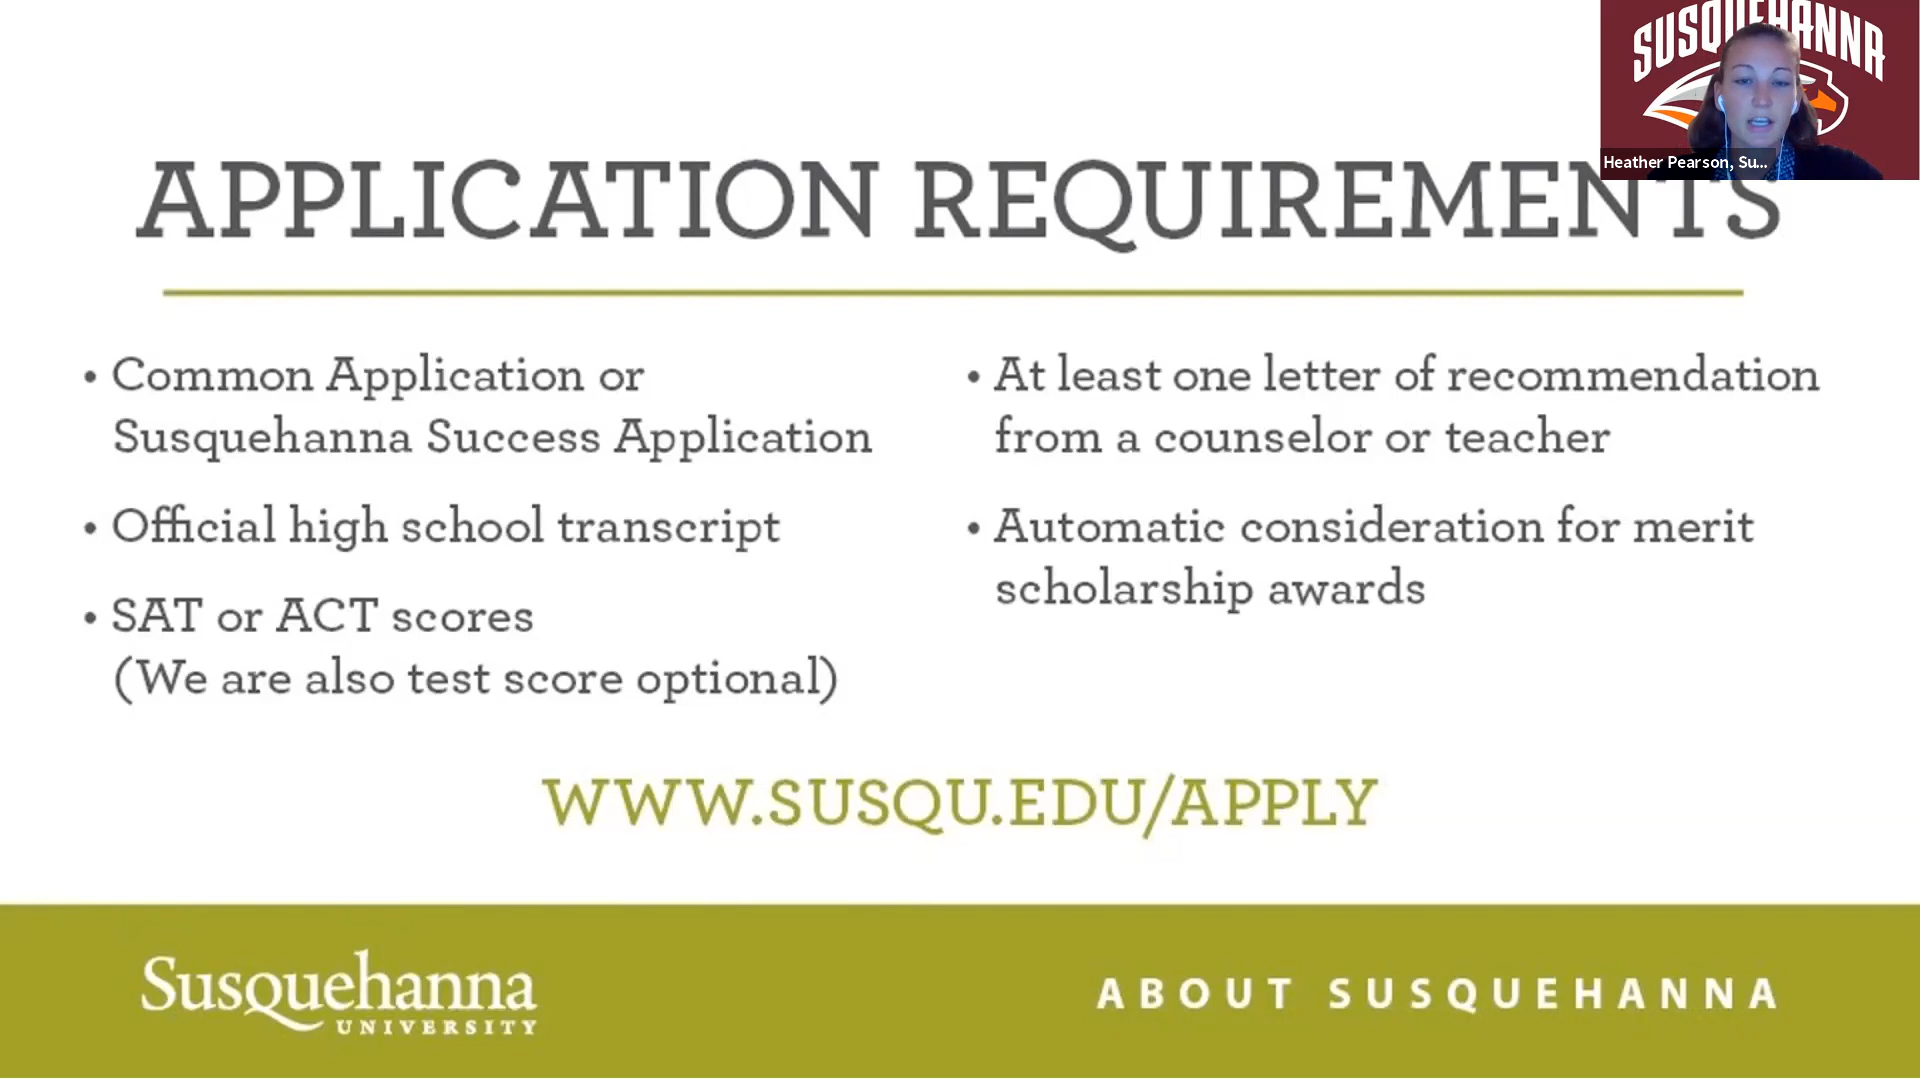 SUSQUEHANNA
Heather Pearson, Su...
APPLICATION REQUIREMENTS
• Common Application or
Susquehanna Success Application
• Official high school transcript
• SAT or ACT scores
(We are also test score optional)
• At least one letter of recommendation
from a counselor or teacher
• Automatic consideration for merit
scholarship awards
WWW.SUSQU.EDU/APPLY
Susquehanna
UNIVERSITY
ABOUT SUSQUEHANNA